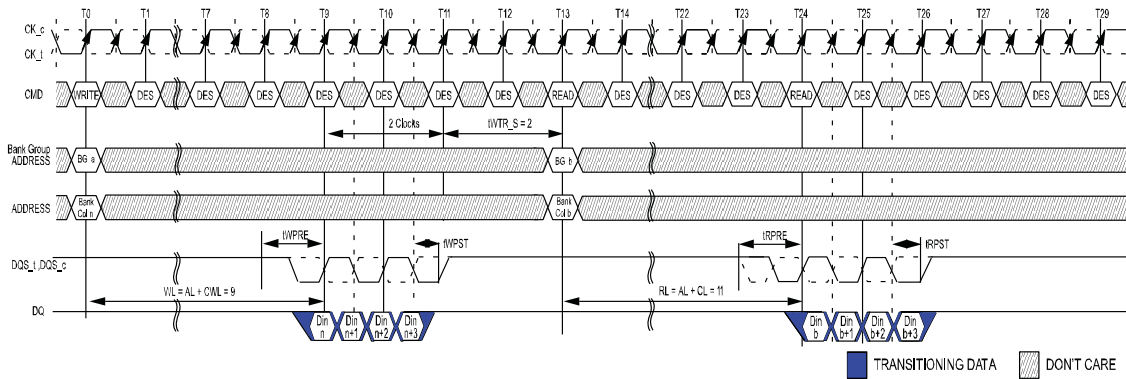 T0 T1 T7 T8 T9 T10 T11 T12 T13 T14 T22 T23 T24 T25 T26 T27 T28 T29
CK_c
CK_t
CMD WRITE DES DES DES DES DES DES DES READ DES DES DES READ DES DES DES DES DES
2 Clocks tWTR_S = 2
Bank Group
ADDRESS BG a BG b
ADDRESS Bank Col n Bank Col b
tWPRE tWPST tRPRE tRPST
DQS_t ,DQS_c
WL = AL + CWL = 9 RL = AL + CL = 11
DQ Din n Din n+1 Din n+2 Din n+3 Din b Din b+1 Din b+2 Din b+3
TRANSITIONING DATA DON'T CARE